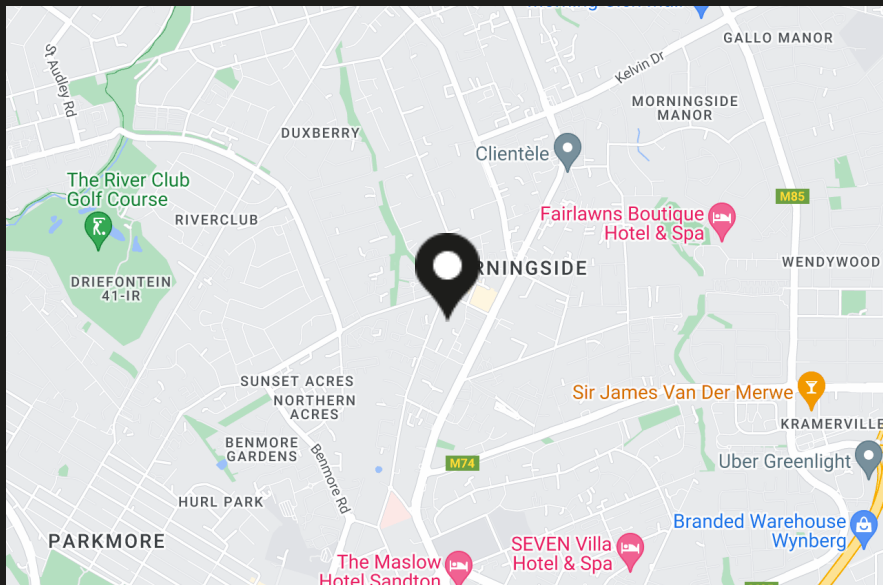 GALLO MANOR
St Audley Rd
Kelvin Dr
MORNINGSIDE
MANOR
DUXBERRY
Clientèle
The River Club
Golf Course
M85
RIVERCLUB
Fairlawns Boutique
Hotel & Spa
RNINGSIDE
WENDYWOOD
DRIEFONTEIN
41-IR
SUNSET ACRES
NORTHERN
ACRES
Sir James Van Der Merwe
KRAMERVILLE
BENMORE
GARDENS
Benmore Rd
M74
Uber Greenlight
HURL PARK
Branded Warehouse
Wynberg
PARKMORE
SEVEN Villa
Hotel & Spa
The Maslow
Hotel Sandton